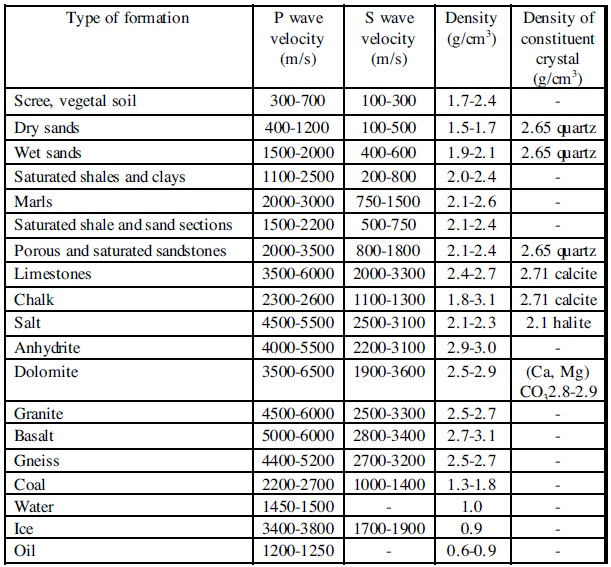 Type of formation P wave velocity (m/s) S wave velocity (m/s) Density (g/cm³) Density of constituent crystal (g/cm³)
Scree, vegetal soil 300-700 100-300 1.7-2.4 -
Dry sands 400-1200 100-500 1.5-1.7 2.65 quartz
Wet sands 1500-2000 400-600 1.9-2.1 2.65 quartz
Saturated shales and clays 1100-2500 200-800 2.0-2.4 -
Marls 2000-3000 750-1500 2.1-2.6 -
Saturated shale and sand sections 1500-2200 500-750 2.1-2.4 -
Porous and saturated sandstones 2000-3500 800-1800 2.1-2.4 2.65 quartz
Limestones 3500-6000 2000-3300 2.4-2.7 2.71 calcite
Chalk 2300-2600 1100-1300 1.8-3.1 2.71 calcite
Salt 4500-5500 2500-3100 2.1-2.3 2.1 halite
Anhydrite 4000-5500 2200-3100 2.9-3.0 -
Dolomite 3500-6500 1900-3600 2.5-2.9 (Ca, Mg)
CO₃2.8-2.9
Granite 4500-6000 2500-3300 2.5-2.7 -
Basalt 5000-6000 2800-3400 2.7-3.1 -
Gneiss 4400-5200 2700-3200 2.5-2.7 -
Coal 2200-2700 1000-1400 1.3-1.8 -
Water 1450-1500 - 1.0 -
Ice 3400-3800 1700-1900 0.9 -
Oil 1200-1250 - 0.6-0.9 -